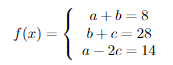 f(x) = { a + b = 8
b + c = 28
a − 2c = 14